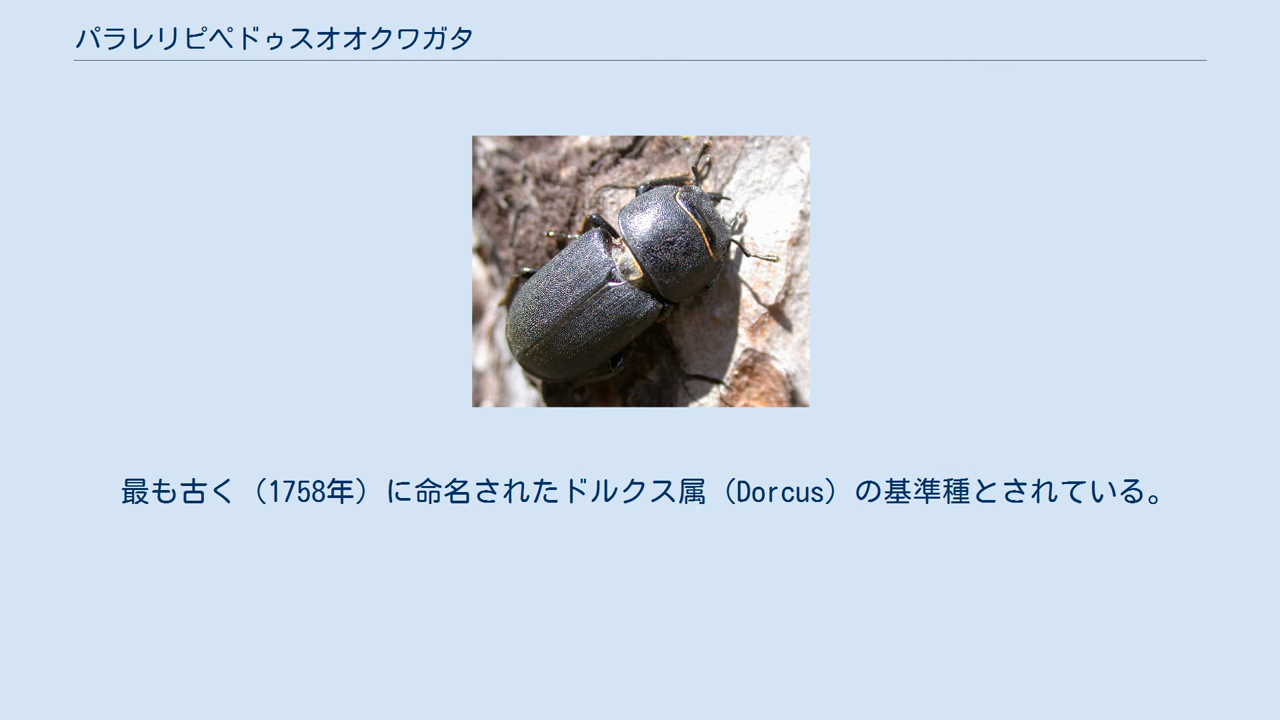 パラレリピペドゥスオオクワガタ
最も古く（1758年）に命名されたドルクス属（Dorcus）の基準種とされている。